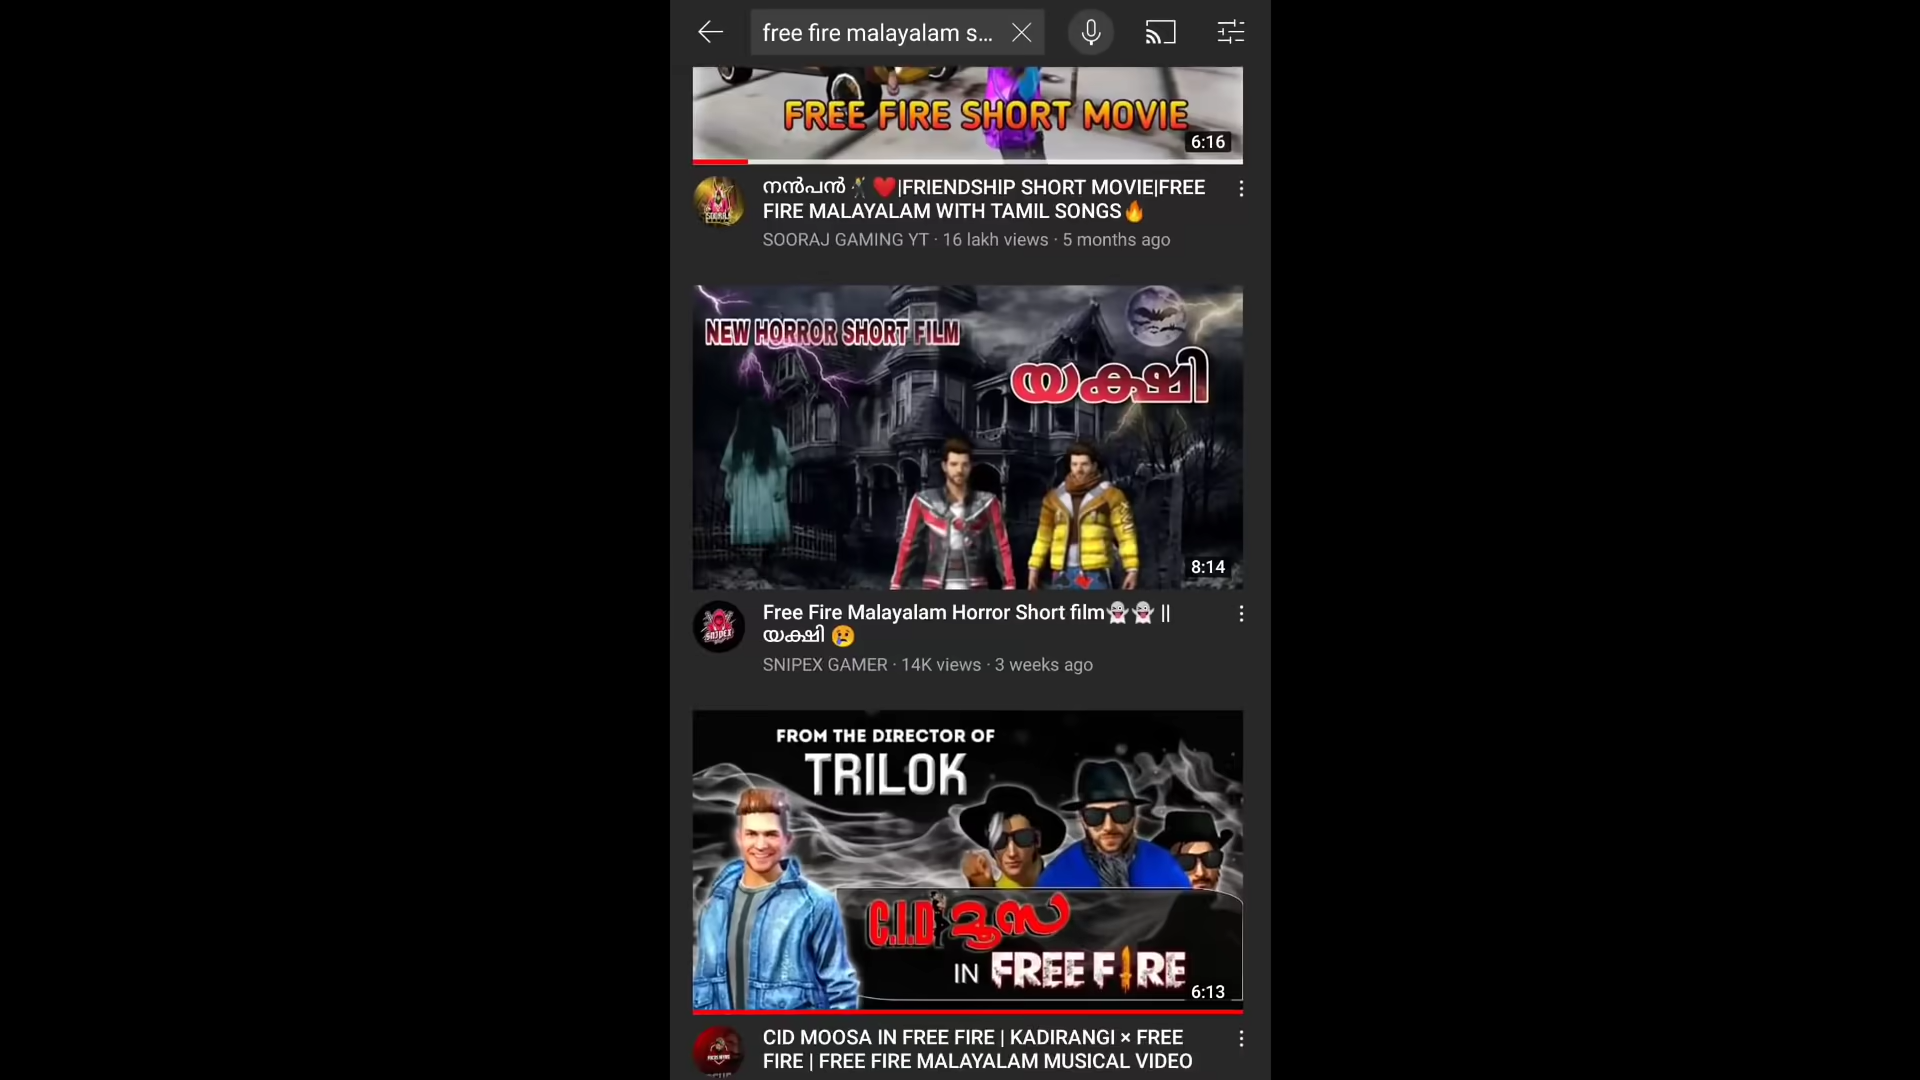 free fire malayalam s...
FREE FIRE SHORT MOVIE
6:16
നൻപൻ🕺❤️|FRIENDSHIP SHORT MOVIE|FREE
FIRE MALAYALAM WITH TAMIL SONGS🔥
SOORAJ GAMING YT · 16 lakh views · 5 months ago
NEW HORROR SHORT FILM
യക്ഷി
8:14
Free Fire Malayalam Horror Short film👻👻 ||
യക്ഷി 😢
SNIPEX GAMER · 14K views · 3 weeks ago
FROM THE DIRECTOR OF
TRILOK
C.I.D മൂസ
IN FREE FIRE
6:13
CID MOOSA IN FREE FIRE | KADIRANGI × FREE
FIRE | FREE FIRE MALAYALAM MUSICAL VIDEO